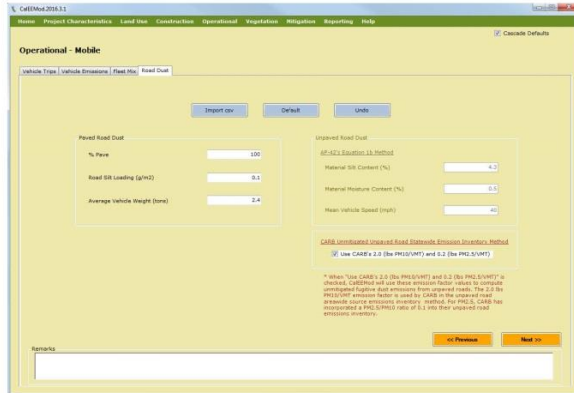 CalEEMod.2016.3.1
Home Project Characteristics Land Use Construction Operational Vegetation Mitigation Reporting Help
Cascade Defaults
Operational - Mobile
Vehicle Trips Vehicle Emissions Fleet Mix Road Dust
Import csv Default Undo
Paved Road Dust
% Pave 100
Road Silt Loading (g/m2) 0.1
Average Vehicle Weight (tons) 2.4
Unpaved Road Dust
AP-42's Equation 1b Method
Material Silt Content (%) 4.3
Material Moisture Content (%) 0.5
Mean Vehicle Speed (mph) 40
CARB Unmitigated Unpaved Road Statewide Emission Inventory Method
Use CARB's 2.0 (lbs PM10/VMT) and 0.2 (lbs PM2.5/VMT)
* When "Use CARB's 2.0 (lbs PM10/VMT) and 0.2 (lbs PM2.5/VMT)" is
checked, CalEEMod will use these emission factor values to compute
unmitigated fugitive dust emissions from unpaved roads. The 2.0 lbs
PM10/VMT emission factor is used by CARB in the unpaved road
areawide source emissions inventory method. For PM2.5, CARB has
incorporated a PM2.5/PM10 ratio of 0.1 into their unpaved road
emissions inventory.
<< Previous Next >>
Remarks